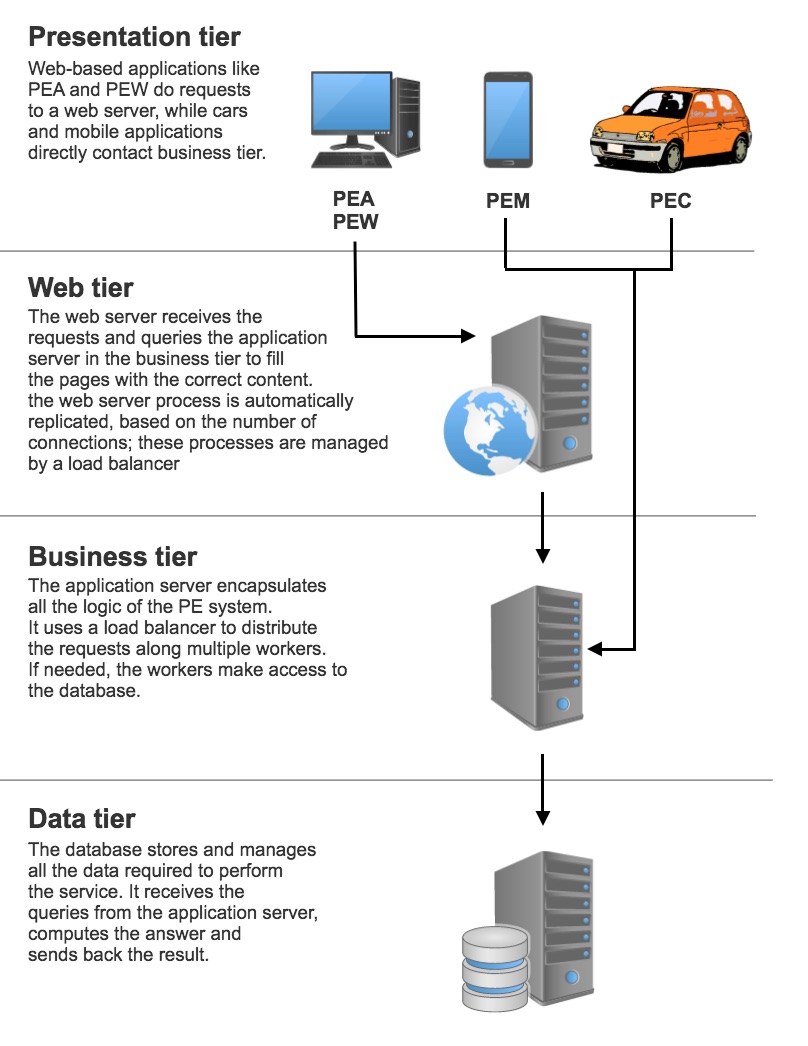 Presentation tier
Web-based applications like
PEA and PEW do requests
to a web server, while cars
and mobile applications
directly contact business tier.
PEA
PEW
PEM
PEC
Web tier
The web server receives the
requests and queries the application
server in the business tier to fill
the pages with the correct content.
the web server process is automatically
replicated, based on the number of
connections; these processes are managed
by a load balancer
Business tier
The application server encapsulates
all the logic of the PE system.
It uses a load balancer to distribute
the requests along multiple workers.
If needed, the workers make access to
the database.
Data tier
The database stores and manages
all the data required to perform
the service. It receives the
queries from the application server,
computes the answer and
sends back the result.